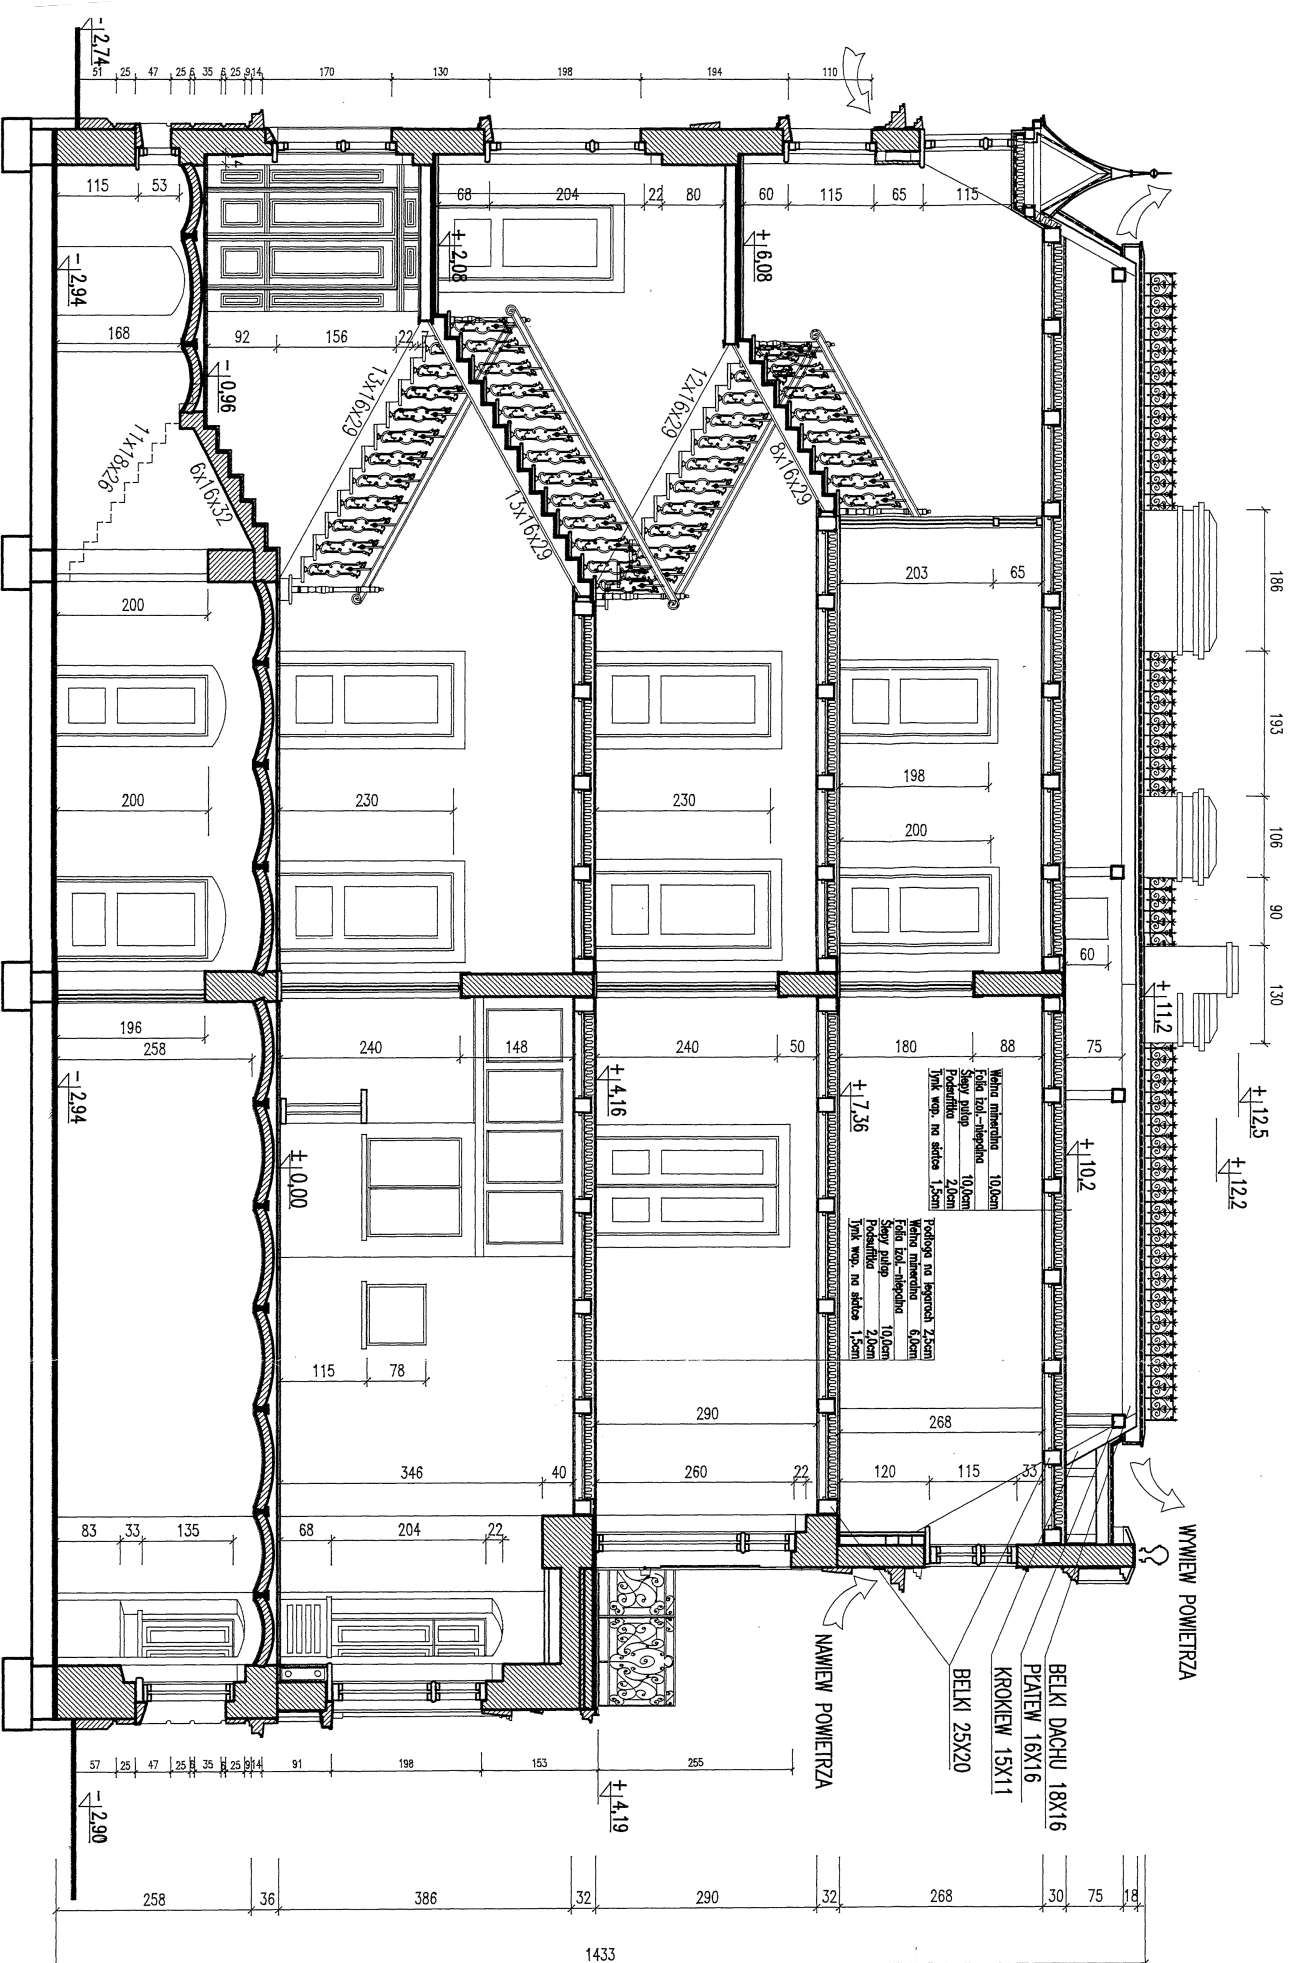 - 2,74
51 25 47 25 6 35 6 25 9 14 170 130 198 194 110
14
115 53
68 204 22 80 60 115 65 115
- 2,94
+ 2,08
+ 6,08
168
92 156 22 7
- 0,96
11x18x26
6x16x32
13x16x29
13x16x29
12x16x29
8x16x29
203 65
186
193
106
90
130
200
200
230
230
198
200
60
+ 11,2
196
258
240 148
240 50
180 88
75
- 2,94
± 0,00
+ 4,16
+ 7,36
+ 10,2
+ 12,5
+ 12,2
Wełna mineralna 10,0cm
Folia izol.-niepalna
Ślepy pułap 10,0cm
Podsufitka 2,0cm
Tynk wap. na siatce 1,5cm
Podłoga na legarach 2,5cm
Wełna mineralna 6,0cm
Folia izol.-niepalna
Ślepy pułap 10,0cm
Podsufitka 2,0cm
Tynk wap. na siatce 1,5cm
115 78
290
268
346 40
260 22
120 115 33
83 33 135
68 204 22
WYWIEW POWIETRZA
NAWIEW POWIETRZA
BELKI DACHU 18X16
PŁATEW 16X16
KROKIEW 15X11
BELKI 25X20
57 25 47 25 6 35 6 25 9 14 91 198 153 255
- 2,90
+ 4,19
258 36 386 32 290 32 268 30 75 18
1433